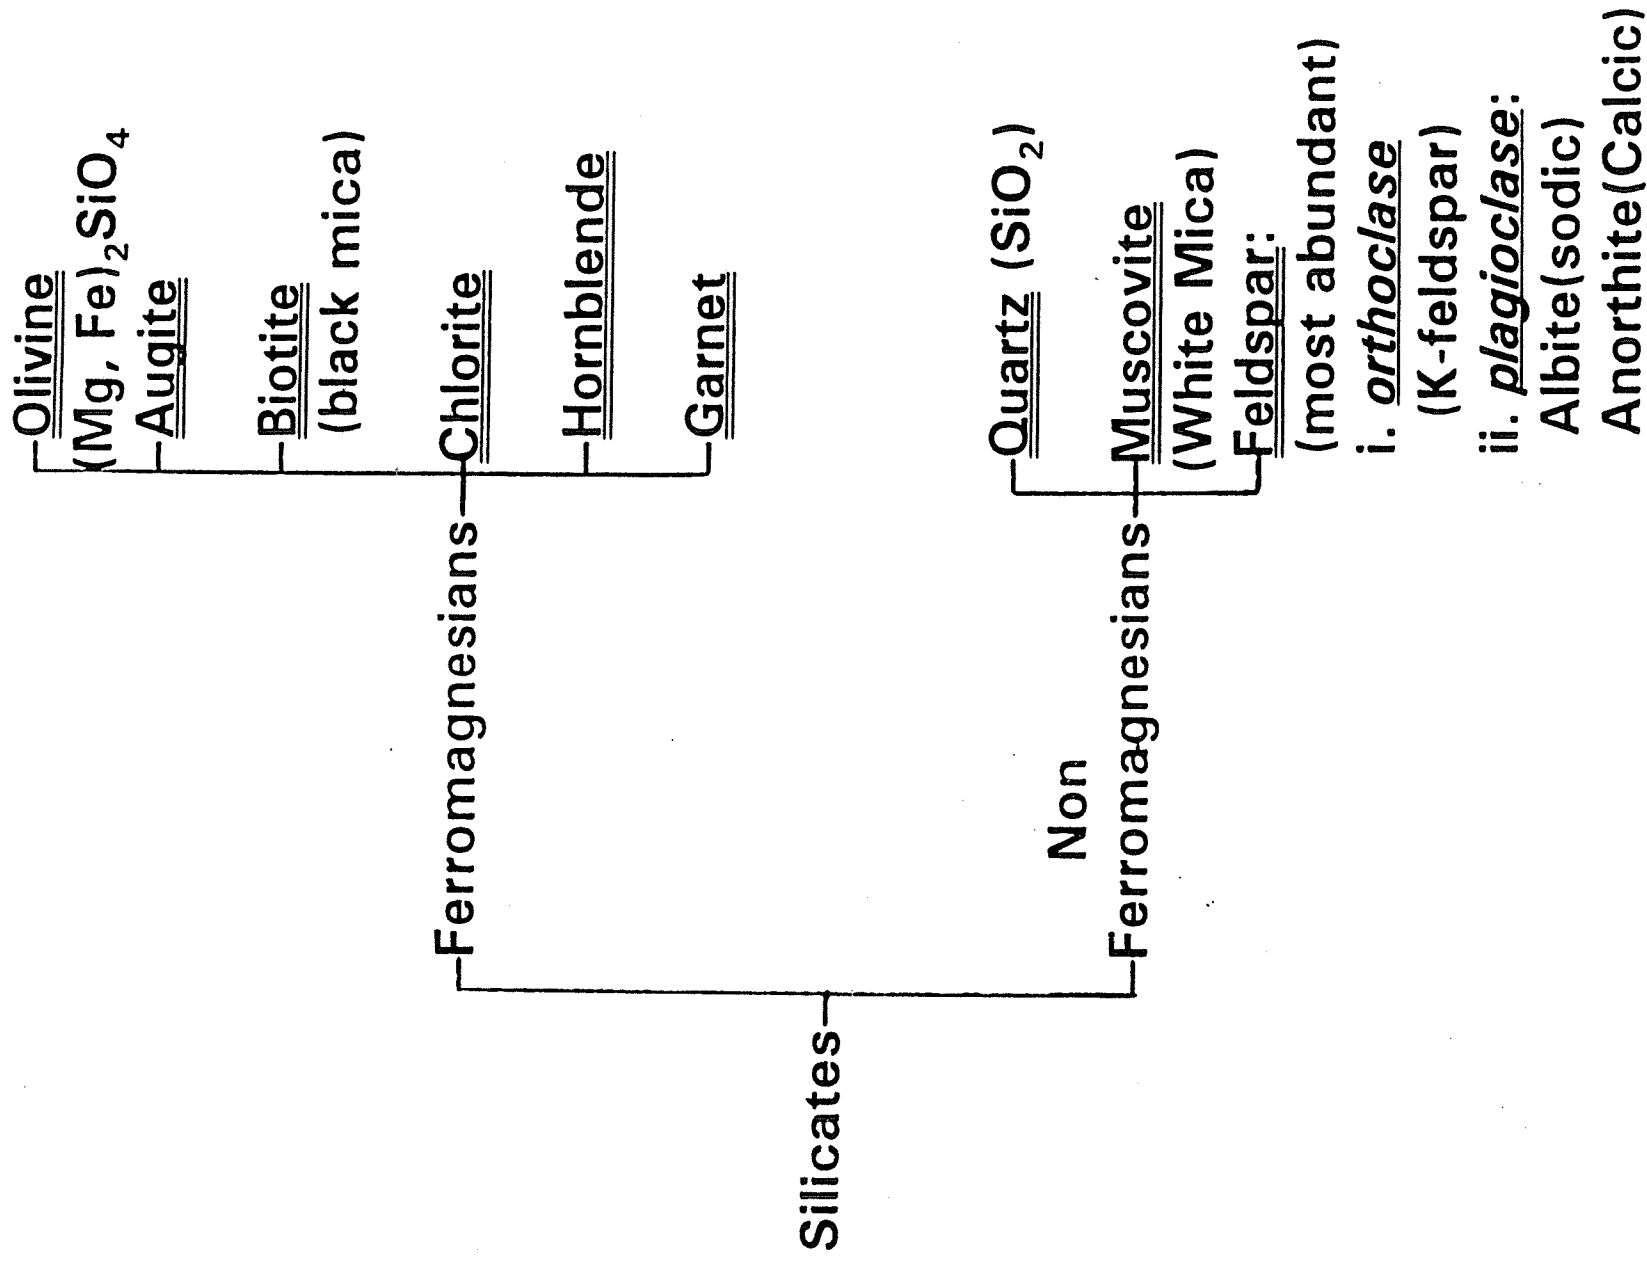 Olivine
(Mg, Fe)₂SiO₄
Augite
Biotite
(black mica)
Ferromagnesians
Chlorite
Hornblende
Garnet
Silicates
Quartz (SiO₂)
Non
Ferromagnesians
Muscovite
(White Mica)
Feldspar:
(most abundant)
i. orthoclase
(K-feldspar)
ii. plagioclase:
Albite(sodic)
Anorthite(Calcic)